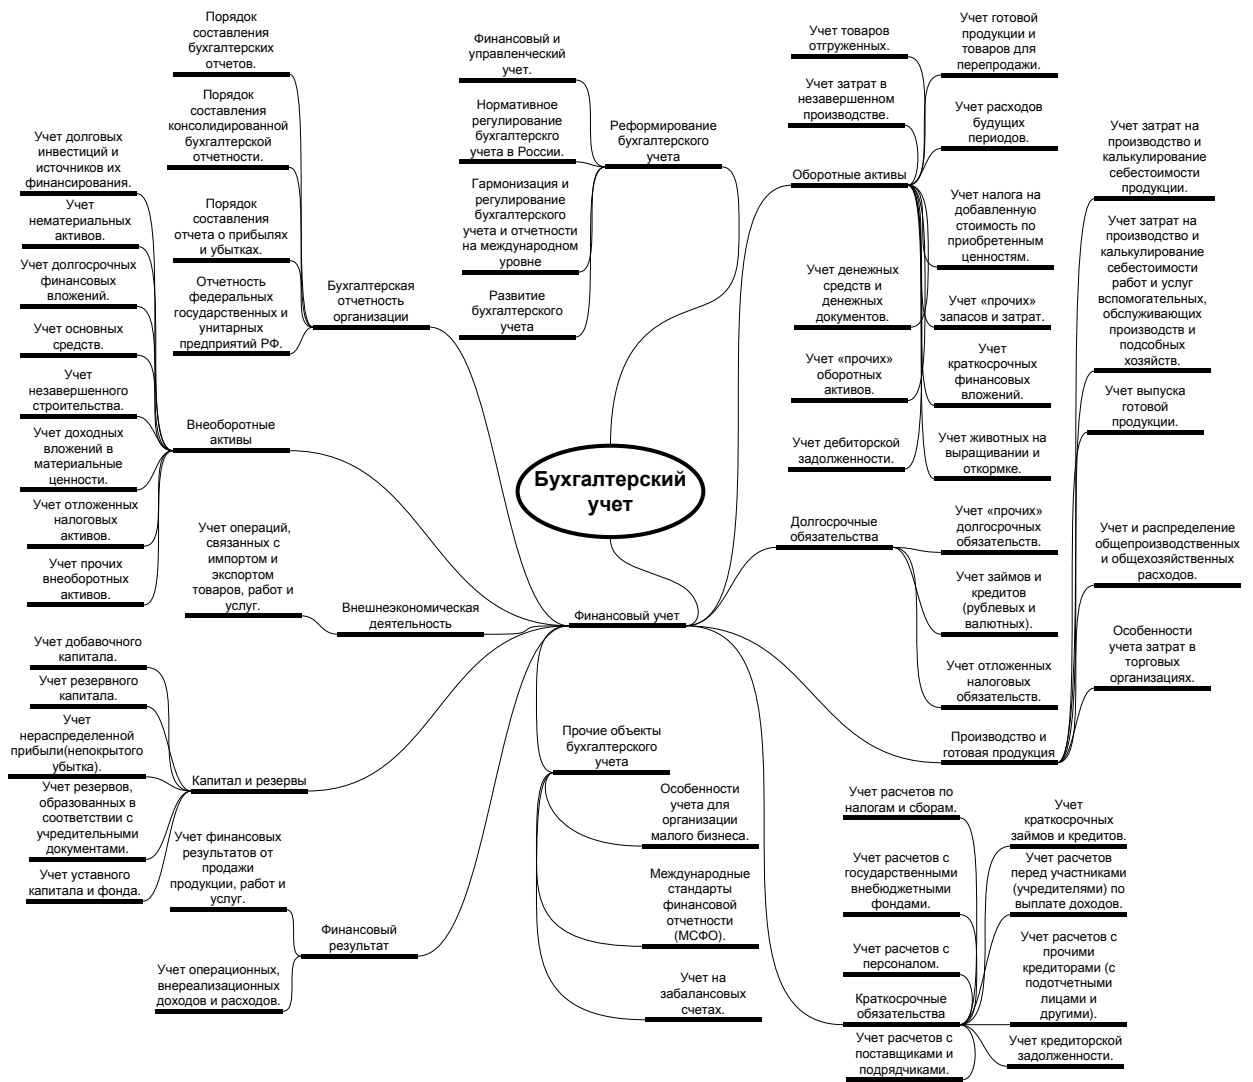 Порядок
составления
бухгалтерских
отчетов.
Порядок
составления
консолидированной
бухгалтерской
отчетности.
Порядок
составления
отчета о прибылях
и убытках.
Отчетность
федеральных
государственных и
унитарных
предприятий РФ.
Бухгалтерская
отчетность
организации
Финансовый и
управленческий
учет.
Нормативное
регулирование
бухгалтерскго
учета в России.
Гармонизация и
регулирование
бухгалтерского
учета и отчетности
на международном
уровне
Развитие
бухгалтерского
учета
Реформирование
бухгалтерского
учета
Учет долговых
инвестиций и
источников их
финансирования.
Учет
нематериальных
активов.
Учет долгосрочных
финансовых
вложений.
Учет основных
средств.
Учет
незавершенного
строительства.
Учет доходных
вложений в
материальные
ценности.
Учет отложенных
налоговых
активов.
Учет прочих
внеоборотных
активов.
Внеоборотные
активы
Учет товаров
отгруженных.
Учет затрат в
незавершенном
производстве.
Оборотные активы
Учет денежных
средств и
денежных
документов.
Учет «прочих»
оборотных
активов.
Учет дебиторской
задолженности.
Учет готовой
продукции и
товаров для
перепродажи.
Учет расходов
будущих
периодов.
Учет налога на
добавленную
стоимость по
приобретенным
ценностям.
Учет «прочих»
запасов и затрат.
Учет
краткосрочных
финансовых
вложений.
Учет животных на
выращивании и
откормке.
Учет затрат на
производство и
калькулирование
себестоимости
продукции.
Учет затрат на
производство и
калькулирование
себестоимости
работ и услуг
вспомогательных,
обслуживающих
производств и
подсобных
хозяйств.
Учет выпуска
готовой
продукции.
Учет и распределение
общепроизводственных
и общехозяйственных
расходов.
Особенности
учета затрат в
торговых
организациях.
Бухгалтерский
учет
Долгосрочные
обязательства
Учет «прочих»
долгосрочных
обязательств.
Учет займов и
кредитов
(рублевых и
валютных).
Учет отложенных
налоговых
обязательств.
Производство и
готовая продукция
Финансовый учет
Учет операций,
связанных с
импортом и
экспортом
товаров, работ и
услуг.
Внешнеэкономическая
деятельность
Учет добавочного
капитала.
Учет резервного
капитала.
Учет
нераспределенной
прибыли(непокрытого
убытка).
Учет резервов,
образованных в
соответствии с
учредительными
документами.
Учет уставного
капитала и фонда.
Капитал и резервы
Учет финансовых
результатов от
продажи
продукции, работ и
услуг.
Учет операционных,
внереализационных
доходов и расходов.
Финансовый
результат
Прочие объекты
бухгалтерского
учета
Особенности
учета для
организации
малого бизнеса.
Международные
стандарты
финансовой
отчетности
(МСФО).
Учет на
забалансовых
счетах.
Учет расчетов по
налогам и сборам.
Учет расчетов с
государственными
внебюджетными
фондами.
Учет расчетов с
персоналом.
Краткосрочные
обязательства
Учет расчетов с
поставщиками и
подрядчиками.
Учет
краткосрочных
займов и кредитов.
Учет расчетов
перед участниками
(учредителями) по
выплате доходов.
Учет расчетов с
прочими
кредиторами (с
подотчетными
лицами и
другими).
Учет кредиторской
задолженности.